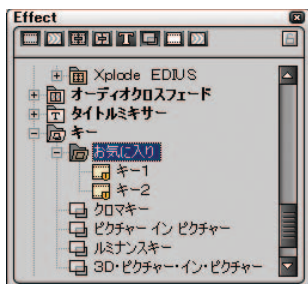 Effect
Xplode EDIUS
オーディオクロスフェード
タイトルミキサー
キー
お気に入り
キー1
キー2
クロマキー
ピクチャー イン ピクチャー
ルミナンスキー
3D・ピクチャー・イン・ピクチャー